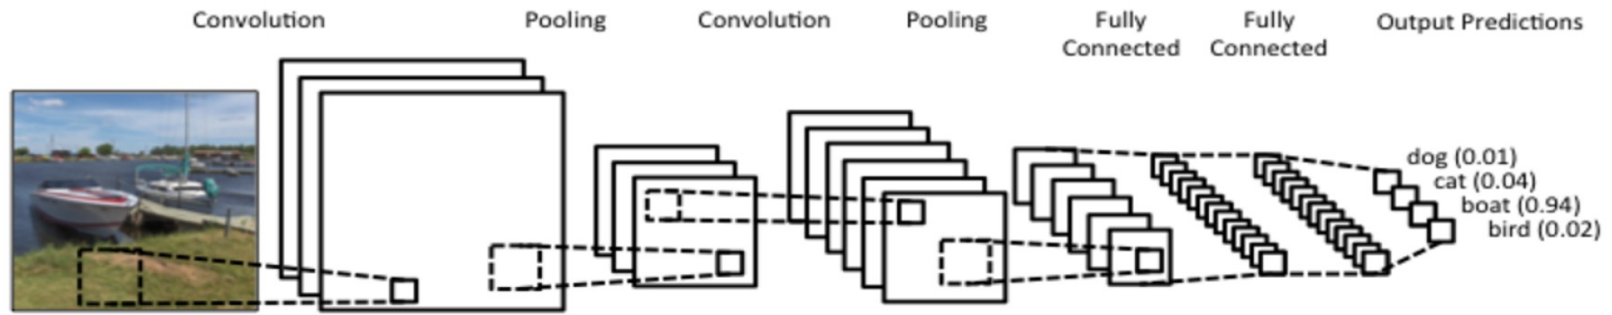 Convolution
Pooling
Convolution
Pooling
Fully
Connected
Fully
Connected
Output Predictions
dog (0.01)
cat (0.04)
boat (0.94)
bird (0.02)